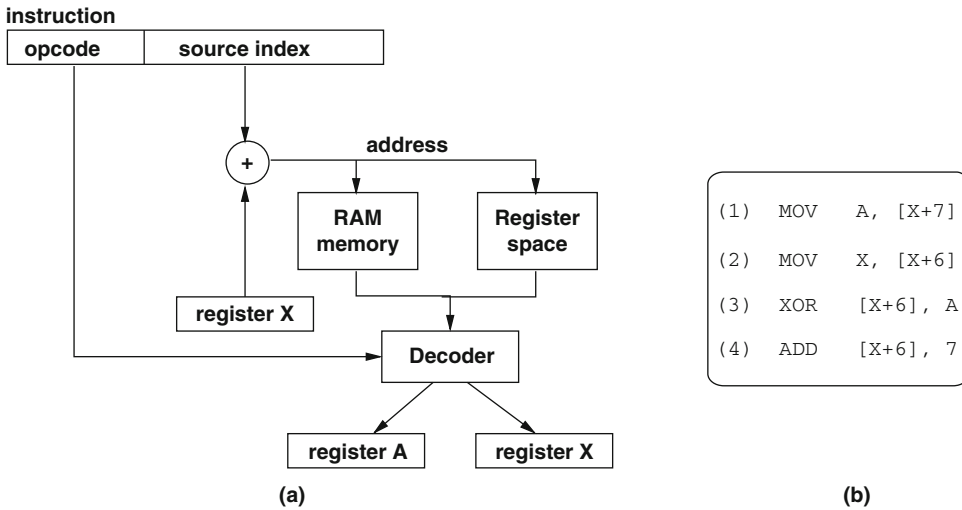 instruction
opcode source index
+
address
RAM memory
Register space
register X
Decoder
register A
register X
(a)
(1) MOV A, [X+7]
(2) MOV X, [X+6]
(3) XOR [X+6], A
(4) ADD [X+6], 7
(b)